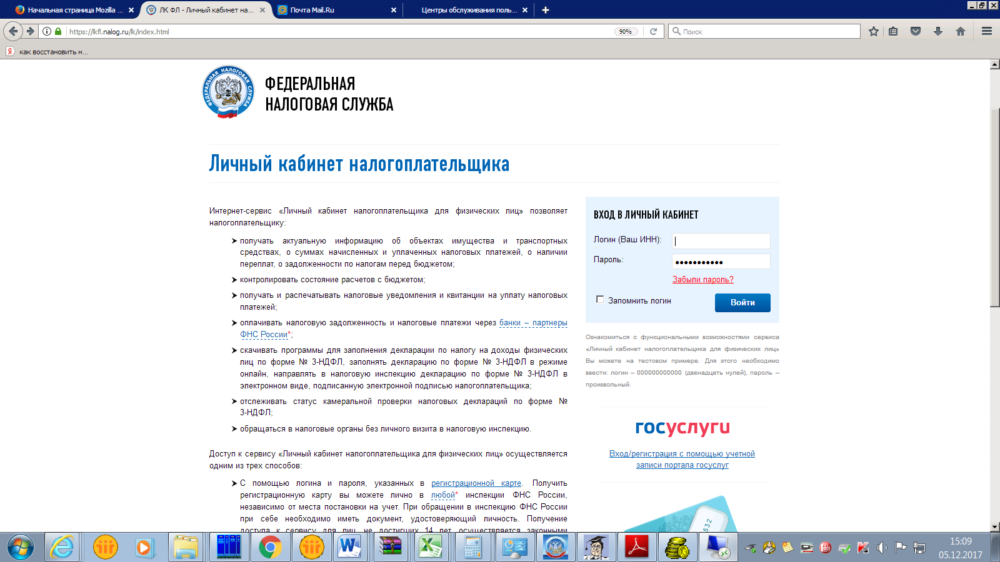 Начальная страница Mozilla ...
ЛК ФЛ - Личный кабинет на...
Почта Mail.Ru
Центры обслуживания поль...
https://lkfl.nalog.ru/lk/index.html
90%
Поиск
как восстановить н...
ФЕДЕРАЛЬНАЯ НАЛОГОВАЯ СЛУЖБА
ФЕДЕРАЛЬНАЯ
НАЛОГОВАЯ СЛУЖБА
Личный кабинет налогоплательщика
Интернет-сервис «Личный кабинет налогоплательщика для физических лиц» позволяет
налогоплательщику:
получать актуальную информацию об объектах имущества и транспортных
средствах, о суммах начисленных и уплаченных налоговых платежей, о наличии
переплат, о задолженности по налогам перед бюджетом;
контролировать состояние расчетов с бюджетом;
получать и распечатывать налоговые уведомления и квитанции на уплату налоговых
платежей;
оплачивать налоговую задолженность и налоговые платежи через банки – партнеры
ФНС России*;
скачивать программы для заполнения декларации по налогу на доходы физических
лиц по форме № 3-НДФЛ, заполнять декларацию по форме № 3-НДФЛ в режиме
онлайн, направлять в налоговую инспекцию декларацию по форме № 3-НДФЛ в
электронном виде, подписанную электронной подписью налогоплательщика;
отслеживать статус камеральной проверки налоговых деклараций по форме №
3-НДФЛ;
обращаться в налоговые органы без личного визита в налоговую инспекцию.
Доступ к сервису «Личный кабинет налогоплательщика для физических лиц» осуществляется
одним из трех способов:
С помощью логина и пароля, указанных в регистрационной карте. Получить
регистрационную карту вы можете лично в любой* инспекции ФНС России,
независимо от места постановки на учет. При обращении в инспекцию ФНС России
при себе необходимо иметь документ, удостоверяющий личность. Получение
доступа к сервису для лиц, не достигших 14 лет, осуществляется законными
ВХОД В ЛИЧНЫЙ КАБИНЕТ
Логин (Ваш ИНН):
Пароль:
Забыли пароль?
Запомнить логин
Войти
Ознакомиться с функциональными возможностями сервиса
«Личный кабинет налогоплательщика для физических лиц»
Вы можете на тестовом примере. Для этого необходимо
ввести: логин – 000000000000 (двенадцать нулей), пароль –
произвольный.
госуслуги
Вход/регистрация с помощью учетной
записи портала госуслуг
532
15:09
05.12.2017